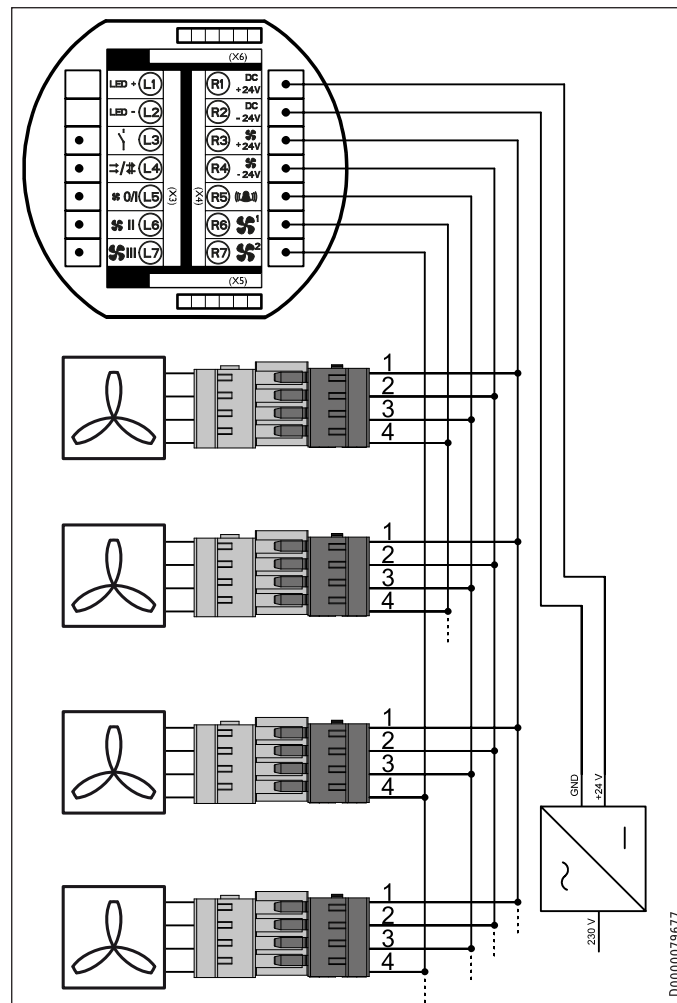 (X6)
LED + L1
LED - L2
L3
L4
0/I L5
II L6
III L7
(X3)
(X4)
R1 DC +24V
R2 DC - 24V
R3 +24V
R4 -24V
R5
R6 1
R7 2
(X5)
1
2
3
4
1
2
3
4
1
2
3
4
1
2
3
4
GND
+24 V
230 V
D0000079677